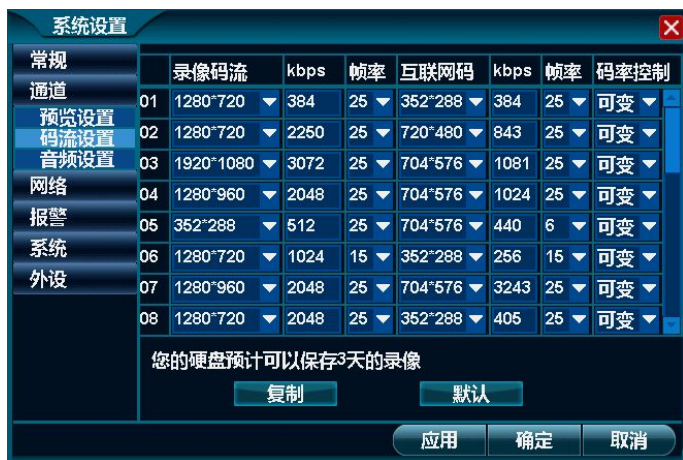 系统设置
常规
通道
预览设置
码流设置
音频设置
网络
报警
系统
外设
录像码流 kbps 帧率 互联网码 kbps 帧率 码率控制
01 1280*720 384 25 352*288 384 25 可变
02 1280*720 2250 25 720*480 843 25 可变
03 1920*1080 3072 25 704*576 1081 25 可变
04 1280*960 2048 25 704*576 1024 25 可变
05 352*288 512 25 704*576 440 6 可变
06 1280*720 1024 15 352*288 256 15 可变
07 1280*960 2048 25 704*576 3243 25 可变
08 1280*720 2048 25 352*288 405 25 可变
您的硬盘预计可以保存3天的录像
复制 默认
应用 确定 取消